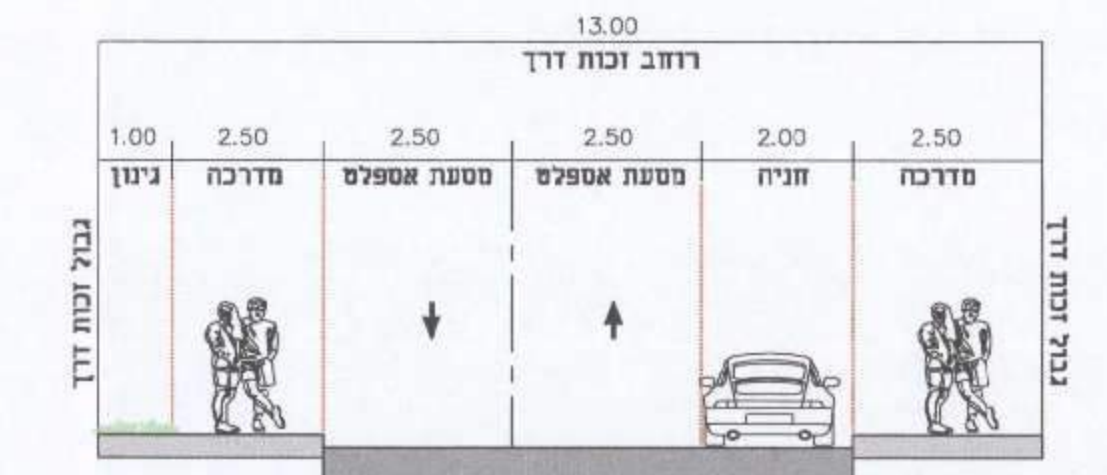 13.00
רוחב זכות דרך
1.00 2.50 2.50 2.50 2.00 2.50
גינון מדרכה מסעת אספלט מסעת אספלט חניה מדרכה
גבול זכות דרך
גבול זכות דרך